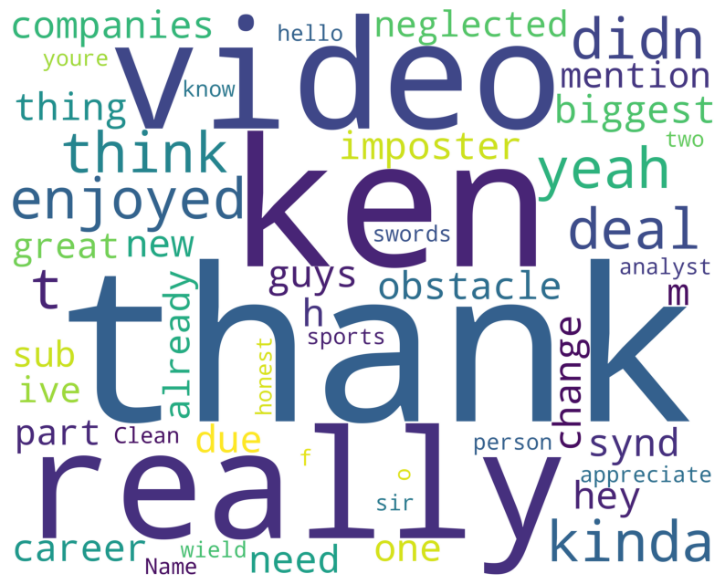 companies
hello
neglected
didn
video
youre
know
mention
thing
biggest
two
think
imposter
yeah
enjoyed
ken
swords
deal
great
new
guys
obstacle
analyst
t
h
m
thank
already
sports
honest
change
sub
ive
part
Clean
due
really
f
person
synd
o
sir
appreciate
hey
career
Name
wield
need
one
kinda